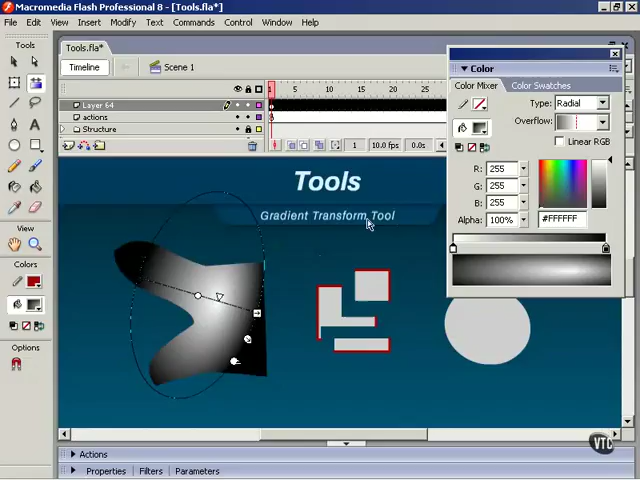 Macromedia Flash Professional 8 - [Tools.fla*]
File Edit View Insert Modify Text Commands Control Window Help
Tools
Tools.fla*
Timeline
Scene 1
1 5 10 15 20 25
Layer 64
actions
Structure
1 10.0 fps 0.0s
View
Colors
Options
Color
Color Mixer Color Swatches
Type: Radial
Overflow:
Linear RGB
R: 255
G: 255
B: 255
Alpha: 100% #FFFFFF
Tools
Gradient Transform Tool
VTC
Actions
Properties Filters Parameters